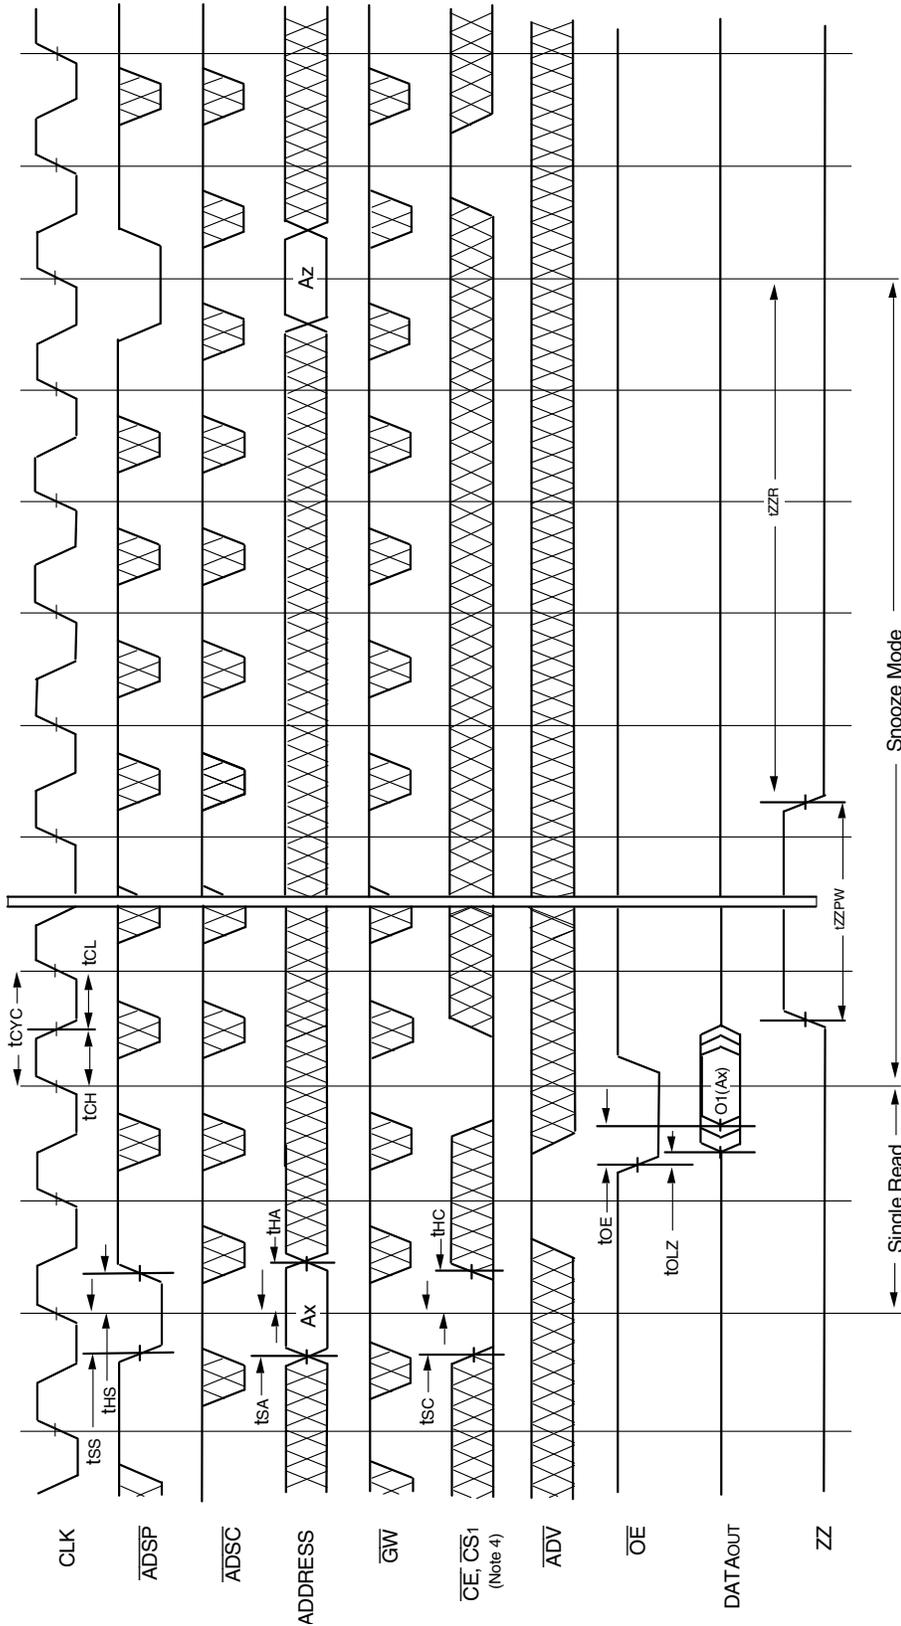 tCYC
tSS
tHS
tCH
tCL
CLK
ADSP
ADSC
tSA
tHA
ADDRESS
Ax
Az
GW
tSC
tHC
CE, CS1
(Note 4)
ADV
OE
tOE
tOLZ
DATAOUT
O1(Ax)
tZZR
ZZ
tZZPW
Single Read
Snooze Mode